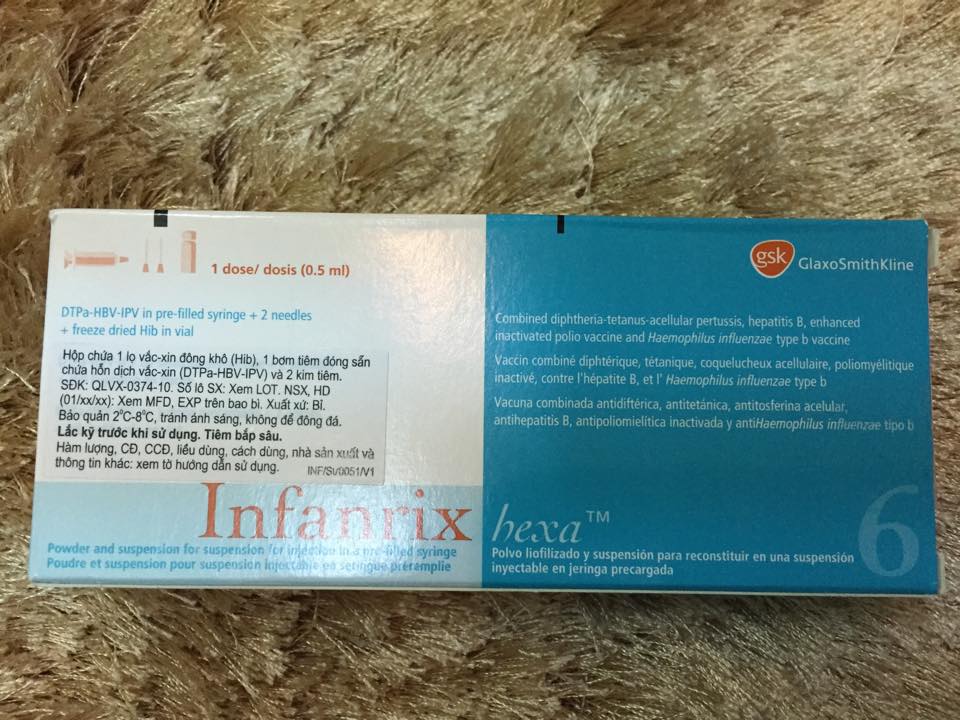 1 dose/ dosis (0.5 ml)
DTPa-HBV-IPV in pre-filled syringe + 2 needles
+ freeze dried Hib in vial
Hộp chứa 1 lọ vắc-xin đông khô (Hib), 1 bơm tiêm đóng sẵn
chứa hỗn dịch vắc-xin (DTPa-HBV-IPV) và 2 kim tiêm.
SĐK: QLVX-0374-10. Số lô SX: Xem LOT. NSX, HD
(01/xx/xx): Xem MFD, EXP trên bao bì. Xuất xứ: Bỉ.
Bảo quản 2°C-8°C, tránh ánh sáng, không để đông đá.
Lắc kỹ trước khi sử dụng. Tiêm bắp sâu.
Hàm lượng, CĐ, CCĐ, liều dùng, cách dùng, nhà sản xuất và
thông tin khác: xem tờ hướng dẫn sử dụng.
INF/St/0051/V1
Infanrix
Powder and suspension for suspension for injection in a pre-filled syringe
Poudre et suspension pour suspension injectable en seringue préremplie
gsk GlaxoSmithKline
Combined diphtheria-tetanus-acellular pertussis, hepatitis B, enhanced
inactivated polio vaccine and Haemophilus influenzae type b vaccine
Vaccin combiné diphtérique, tétanique, coquelucheux acellulaire, poliomyélitique
inactivé, contre l'hépatite B, et l' Haemophilus influenzae type b
Vacuna combinada antidiftérica, antitetánica, antitosferina acelular,
antihepatitis B, antipoliomielítica inactivada y antiHaemophilus influenzae tipo b
hexa™
6
Polvo liofilizado y suspensión para reconstituir en una suspensión
inyectable en jeringa precargada